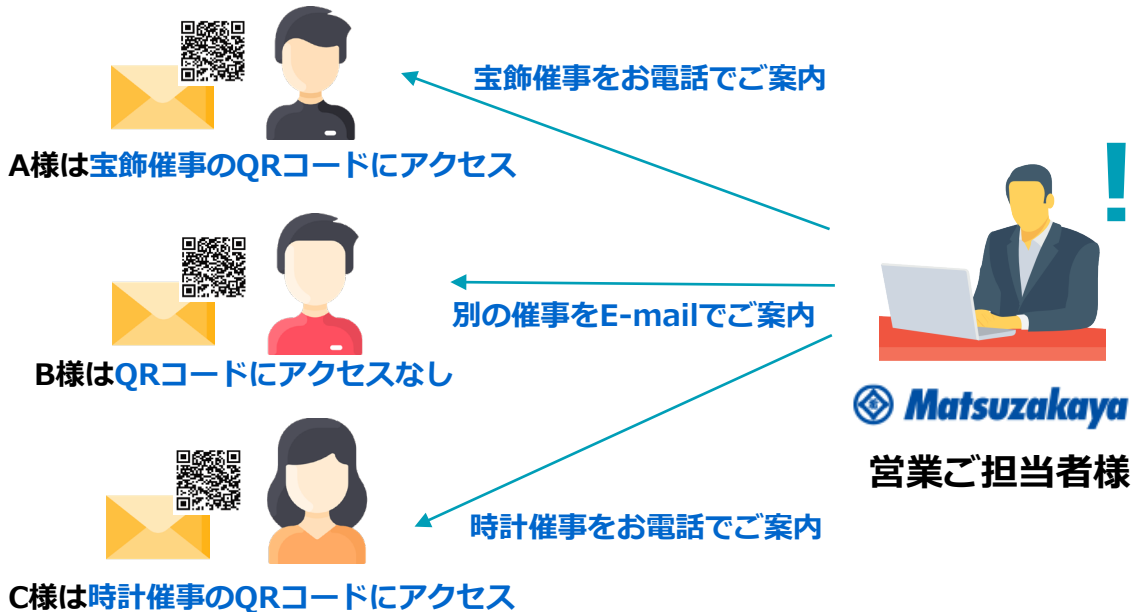 宝飾催事をお電話でご案内
A様は宝飾催事のQRコードにアクセス
別の催事をE-mailでご案内
B様はQRコードにアクセスなし
Matsuzakaya
営業ご担当者様
時計催事をお電話でご案内
C様は時計催事のQRコードにアクセス